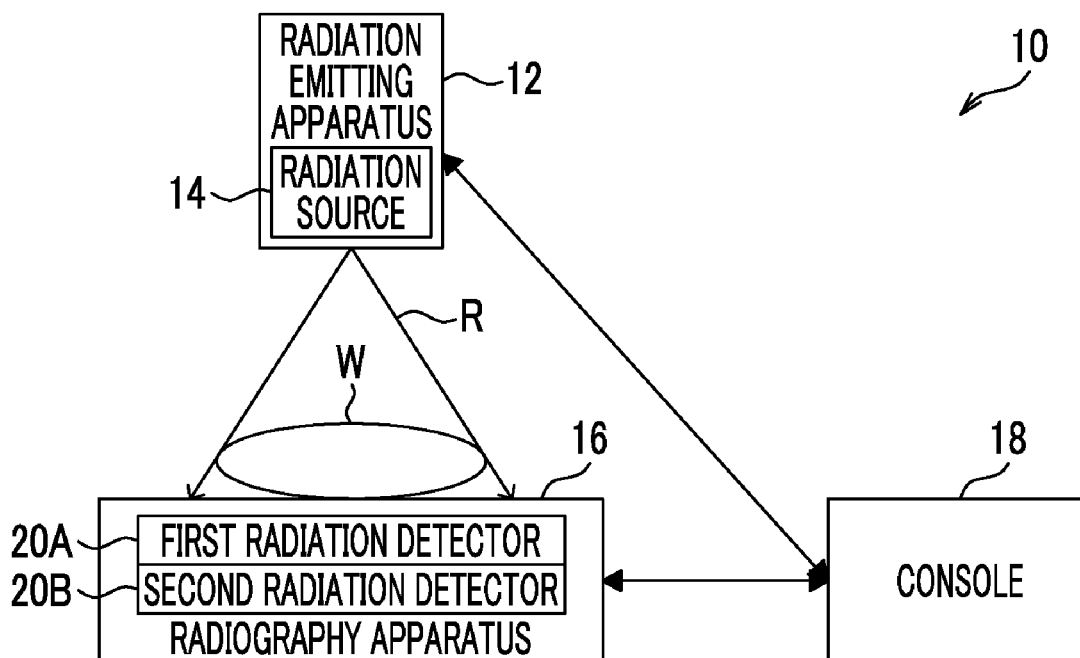 RADIATION
EMITTING
APPARATUS
12
10
14
RADIATION
SOURCE
R
W
16
18
20A
FIRST RADIATION DETECTOR
20B
SECOND RADIATION DETECTOR
RADIOGRAPHY APPARATUS
CONSOLE